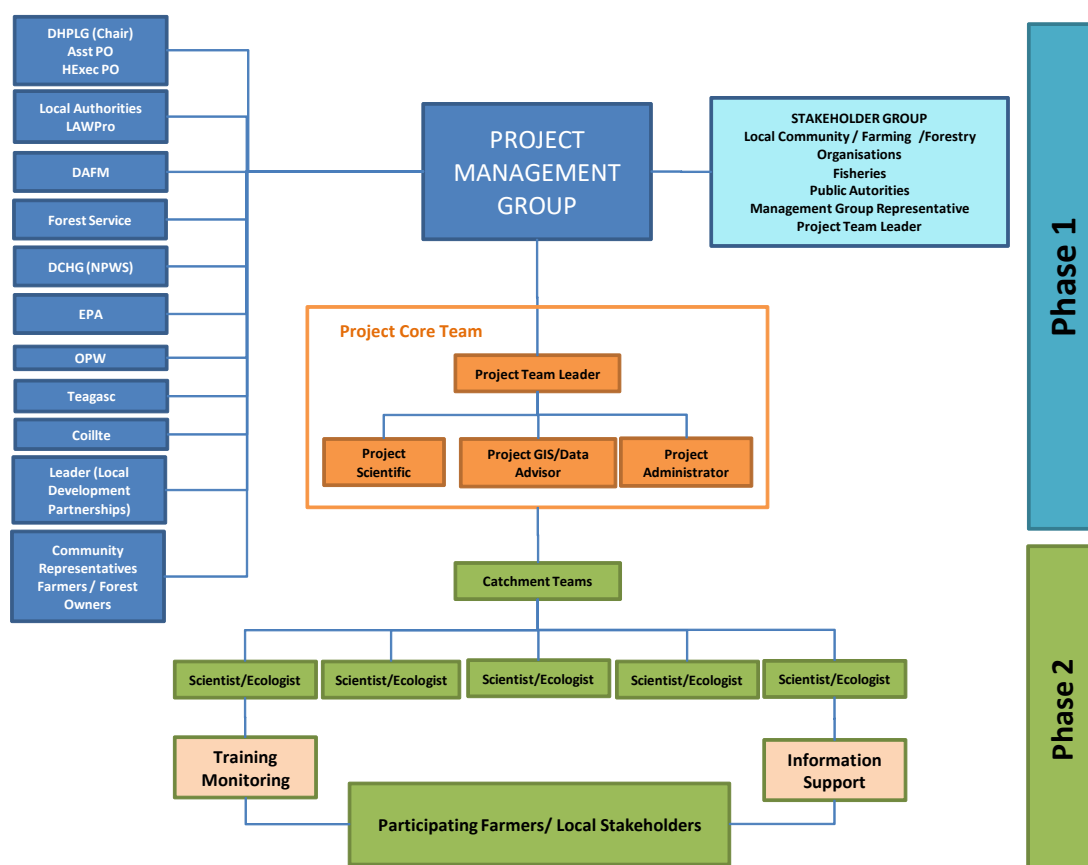 DHPLG (Chair)
Asst PO
HExec PO
Local Authorities
LAWPro
DAFM
Forest Service
DCHG (NPWS)
EPA
OPW
Teagasc
Coillte
Leader (Local
Development
Partnerships)
Community
Representatives
Farmers / Forest
Owners
PROJECT
MANAGEMENT
GROUP
STAKEHOLDER GROUP
Local Community / Farming /Forestry
Organisations
Fisheries
Public Autorities
Management Group Representative
Project Team Leader
Phase 1
Project Core Team
Project Team Leader
Project
Scientific
Project GIS/Data
Advisor
Project
Administrator
Catchment Teams
Scientist/Ecologist
Scientist/Ecologist
Scientist/Ecologist
Scientist/Ecologist
Scientist/Ecologist
Training
Monitoring
Information
Support
Participating Farmers/ Local Stakeholders
Phase 2